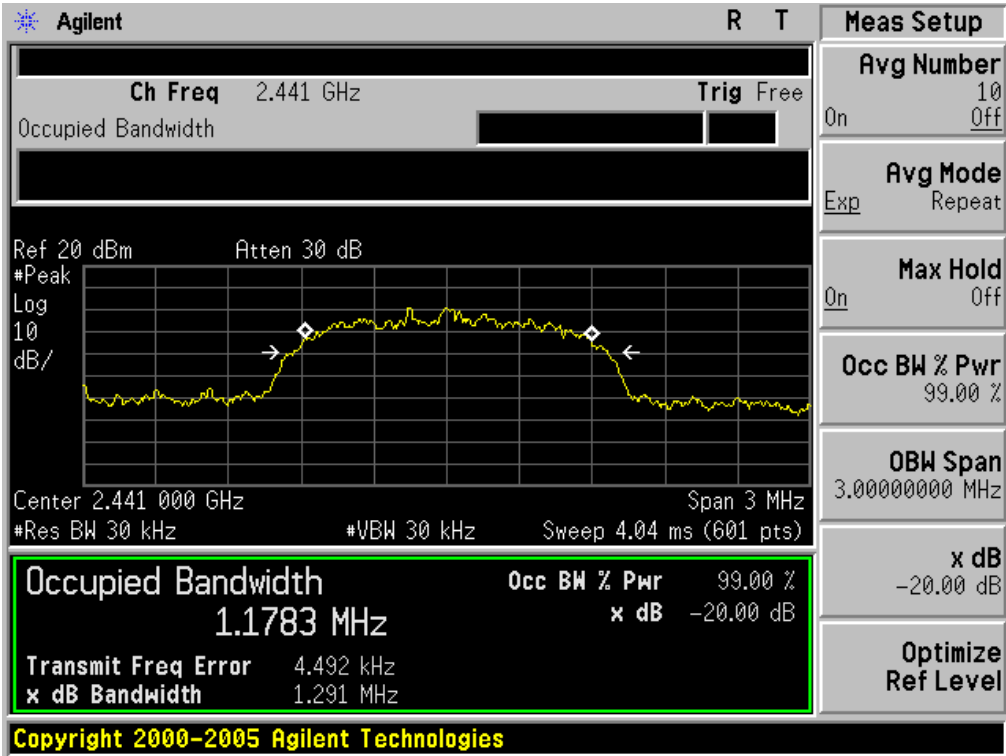 Agilent R T
Ch Freq 2.441 GHz Trig Free
Occupied Bandwidth
Ref 20 dBm Atten 30 dB
#Peak
Log
10
dB/
Center 2.441 000 GHz Span 3 MHz
#Res BW 30 kHz #VBW 30 kHz Sweep 4.04 ms (601 pts)
Occupied Bandwidth Occ BW % Pwr 99.00 %
1.1783 MHz x dB -20.00 dB
Transmit Freq Error 4.492 kHz
x dB Bandwidth 1.291 MHz
Copyright 2000-2005 Agilent Technologies
Meas Setup
Avg Number
10
On Off
Avg Mode
Exp Repeat
Max Hold
On Off
Occ BW % Pwr
99.00 %
OBW Span
3.00000000 MHz
x dB
-20.00 dB
Optimize
Ref Level